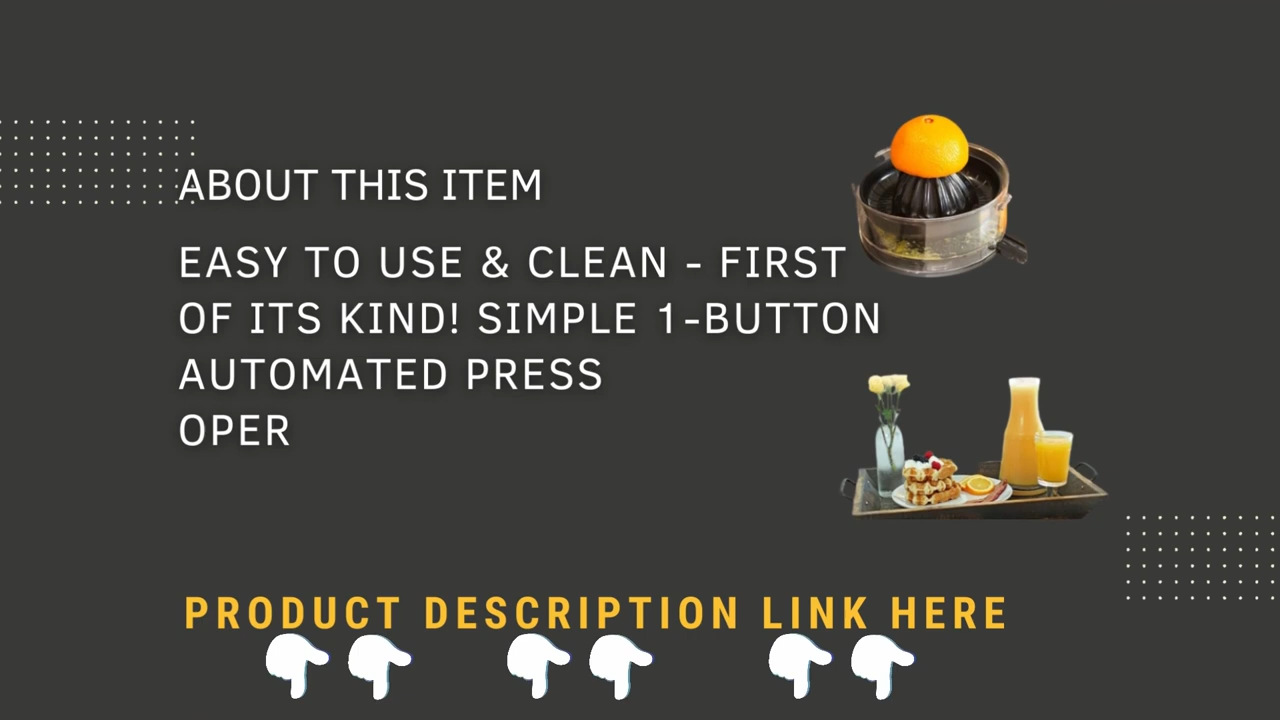 ABOUT THIS ITEM
EASY TO USE & CLEAN - FIRST
OF ITS KIND! SIMPLE 1-BUTTON
AUTOMATED PRESS
OPER
PRODUCT DESCRIPTION LINK HERE